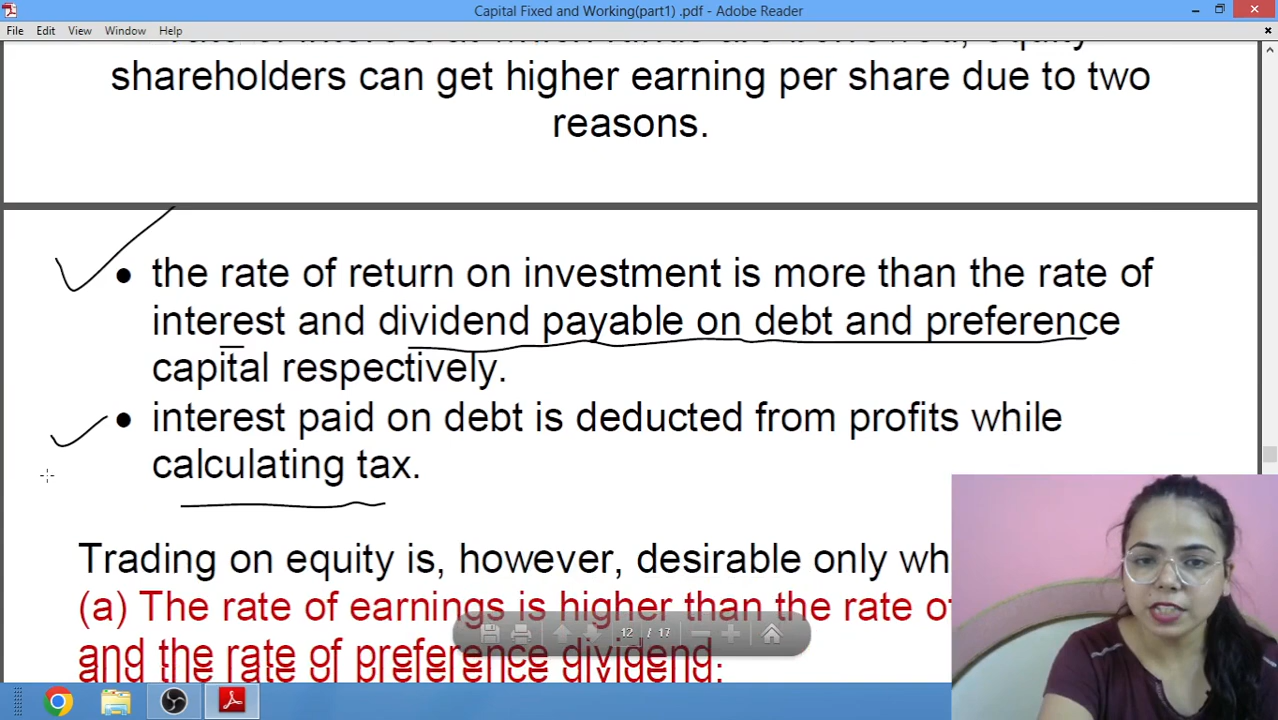 Capital Fixed and Working(part1) .pdf - Adobe Reader
File Edit View Window Help
shareholders can get higher earning per share due to two
reasons.
• the rate of return on investment is more than the rate of
interest and dividend payable on debt and preference
capital respectively.
• interest paid on debt is deducted from profits while
calculating tax.
Trading on equity is, however, desirable only
(a) The rate of earnings is higher than the rate
and the rate of preference dividend;
12 / 17